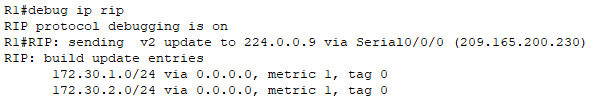 R1#debug ip rip
RIP protocol debugging is on
R1#RIP: sending  v2 update to 224.0.0.9 via Serial0/0/0 (209.165.200.230)
RIP: build update entries
      172.30.1.0/24 via 0.0.0.0, metric 1, tag 0
      172.30.2.0/24 via 0.0.0.0, metric 1, tag 0